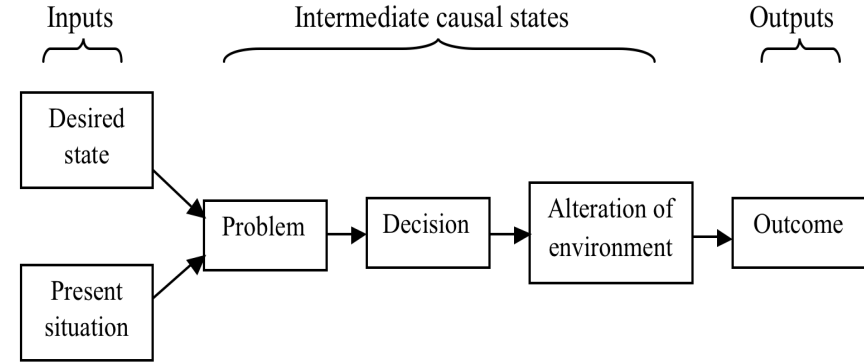 Inputs
Intermediate causal states
Outputs
Desired
state
Problem
Decision
Alteration of
environment
Outcome
Present
situation